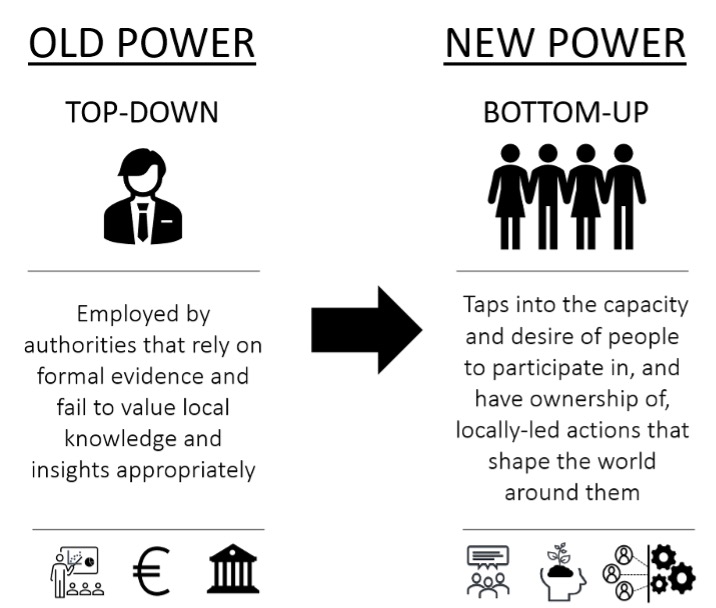 OLD POWER
NEW POWER
TOP-DOWN
BOTTOM-UP
Employed by
authorities that rely on
formal evidence and
fail to value local
knowledge and
insights appropriately
Taps into the capacity
and desire of people
to participate in, and
have ownership of,
locally-led actions that
shape the world
around them
€